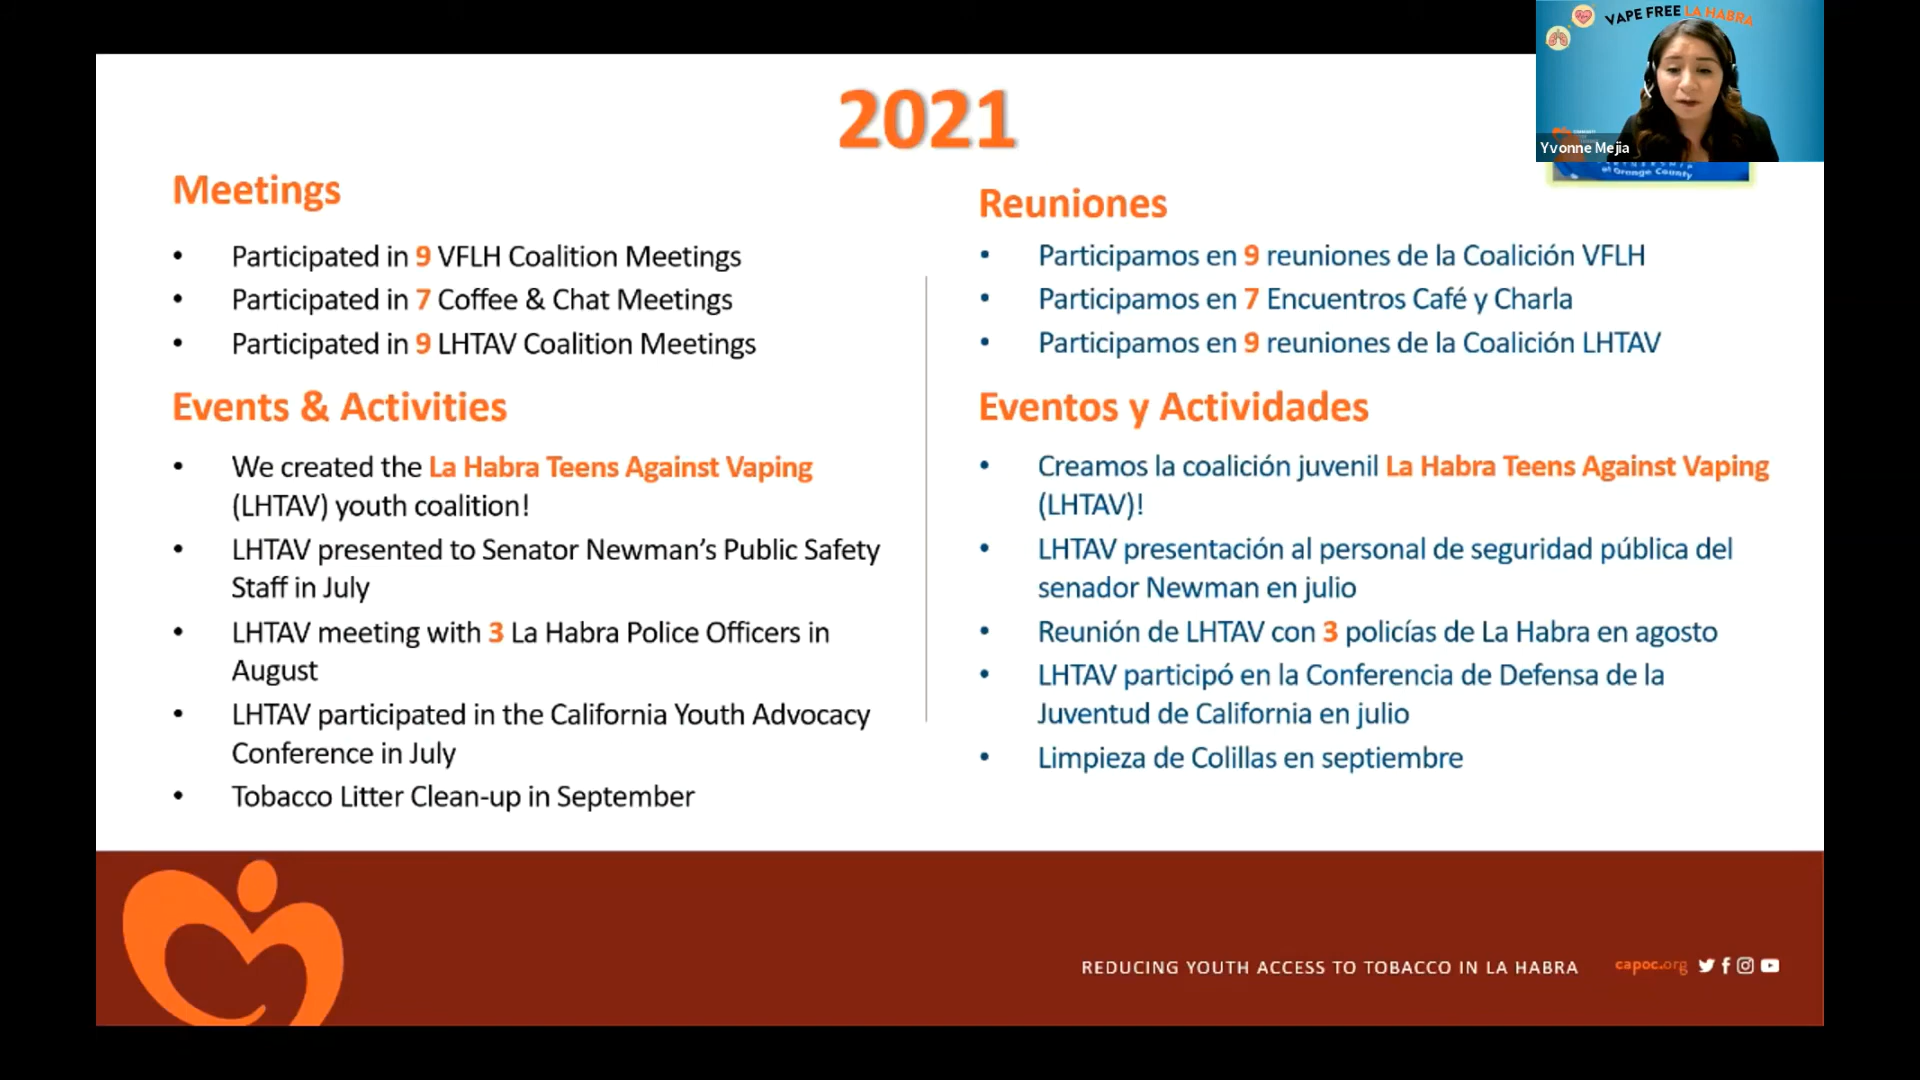 VAPE FREE LA HABRA
Yvonne Mejia
of Orange County
2021
Meetings
• Participated in 9 VFLH Coalition Meetings
• Participated in 7 Coffee & Chat Meetings
• Participated in 9 LHTAV Coalition Meetings
Events & Activities
• We created the La Habra Teens Against Vaping
(LHTAV) youth coalition!
• LHTAV presented to Senator Newman’s Public Safety
Staff in July
• LHTAV meeting with 3 La Habra Police Officers in
August
• LHTAV participated in the California Youth Advocacy
Conference in July
• Tobacco Litter Clean-up in September
Reuniones
• Participamos en 9 reuniones de la Coalición VFLH
• Participamos en 7 Encuentros Café y Charla
• Participamos en 9 reuniones de la Coalición LHTAV
Eventos y Actividades
• Creamos la coalición juvenil La Habra Teens Against Vaping
(LHTAV)!
• LHTAV presentación al personal de seguridad pública del
senador Newman en julio
• Reunión de LHTAV con 3 policías de La Habra en agosto
• LHTAV participó en la Conferencia de Defensa de la
Juventud de California en julio
• Limpieza de Colillas en septiembre
REDUCING YOUTH ACCESS TO TOBACCO IN LA HABRA
capoc.org